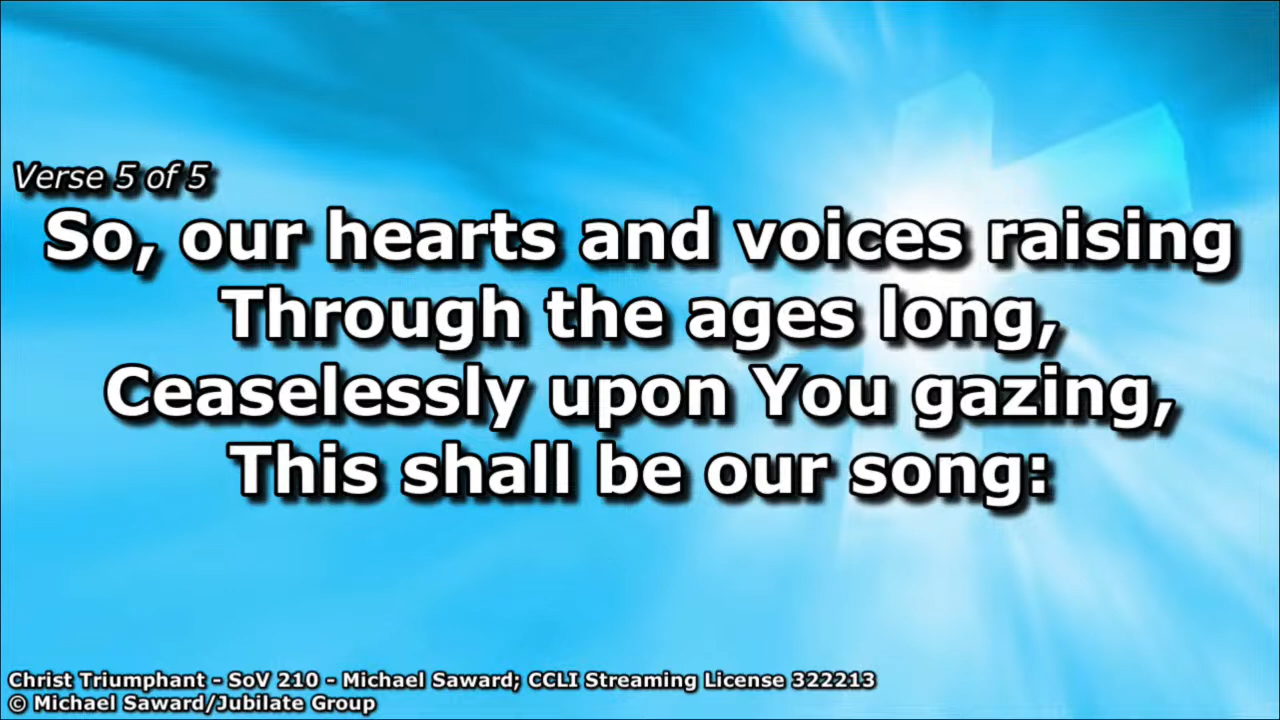 Verse 5 of 5
So, our hearts and voices raising
Through the ages long,
Ceaselessly upon You gazing,
This shall be our song:
Christ Triumphant - SoV 210 - Michael Saward; CCLI Streaming License 322213
© Michael Saward/Jubilate Group